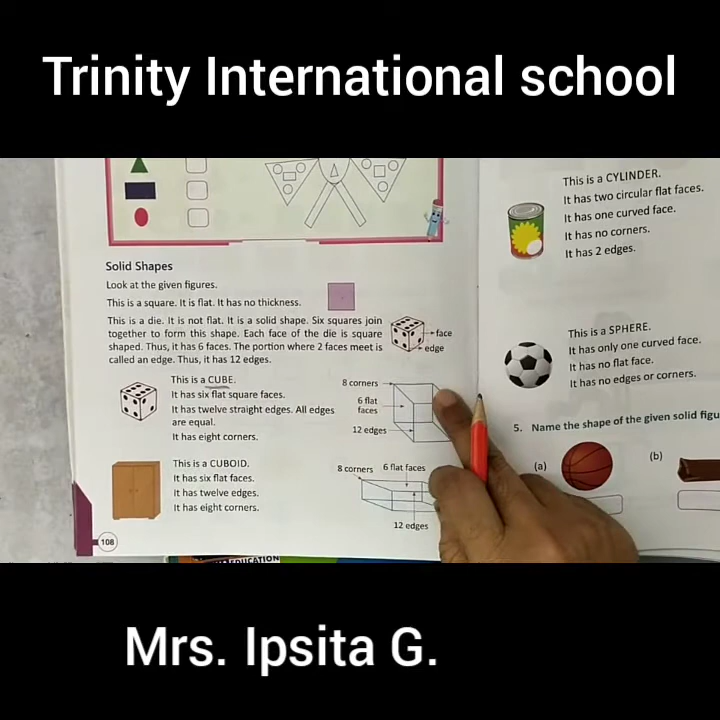 Trinity International school
Solid Shapes
Look at the given figures.
This is a square. It is flat. It has no thickness.
This is a die. It is not flat. It is a solid shape. Six squares join
together to form this shape. Each face of the die is square
shaped. Thus, it has 6 faces. The portion where 2 faces meet is
called an edge. Thus, it has 12 edges.
face
edge
This is a CUBE.
It has six flat square faces.
It has twelve straight edges. All edges
are equal.
It has eight corners.
8 corners
6 flat
faces
12 edges
This is a CUBOID.
It has six flat faces.
It has twelve edges.
It has eight corners.
8 corners 6 flat faces
12 edges
108
This is a CYLINDER.
It has two circular flat faces.
It has one curved face.
It has no corners.
It has 2 edges.
This is a SPHERE.
It has only one curved face.
It has no flat face.
It has no edges or corners.
5. Name the shape of the given solid figu
(a)
(b)
EDUCATION
Mrs. Ipsita G.